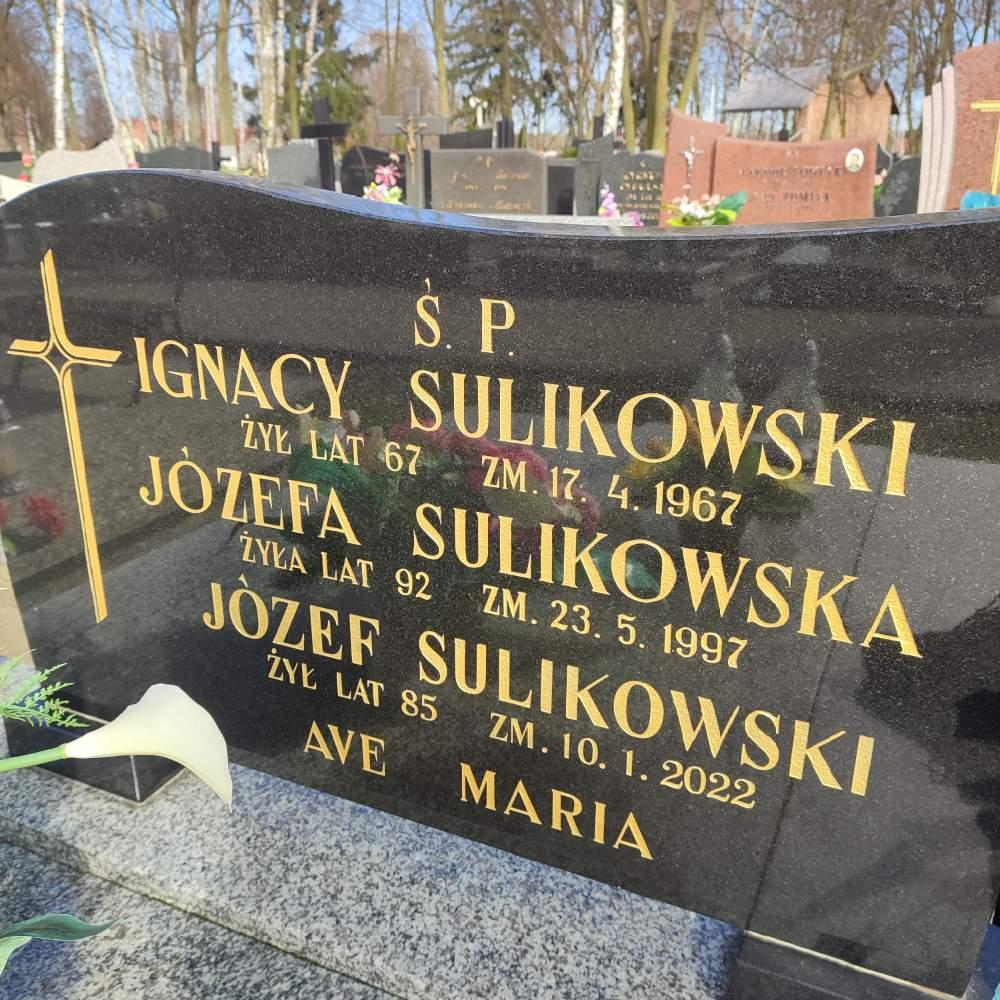 Ś. P.
IGNACY SULIKOWSKI
ŻYŁ LAT 67 ZM. 17. 4. 1967
JÓZEFA SULIKOWSKA
ŻYŁA LAT 92 ZM. 23. 5. 1997
JÓZEF SULIKOWSKI
ŻYŁ LAT 85 ZM. 10. 1. 2022
AVE MARIA